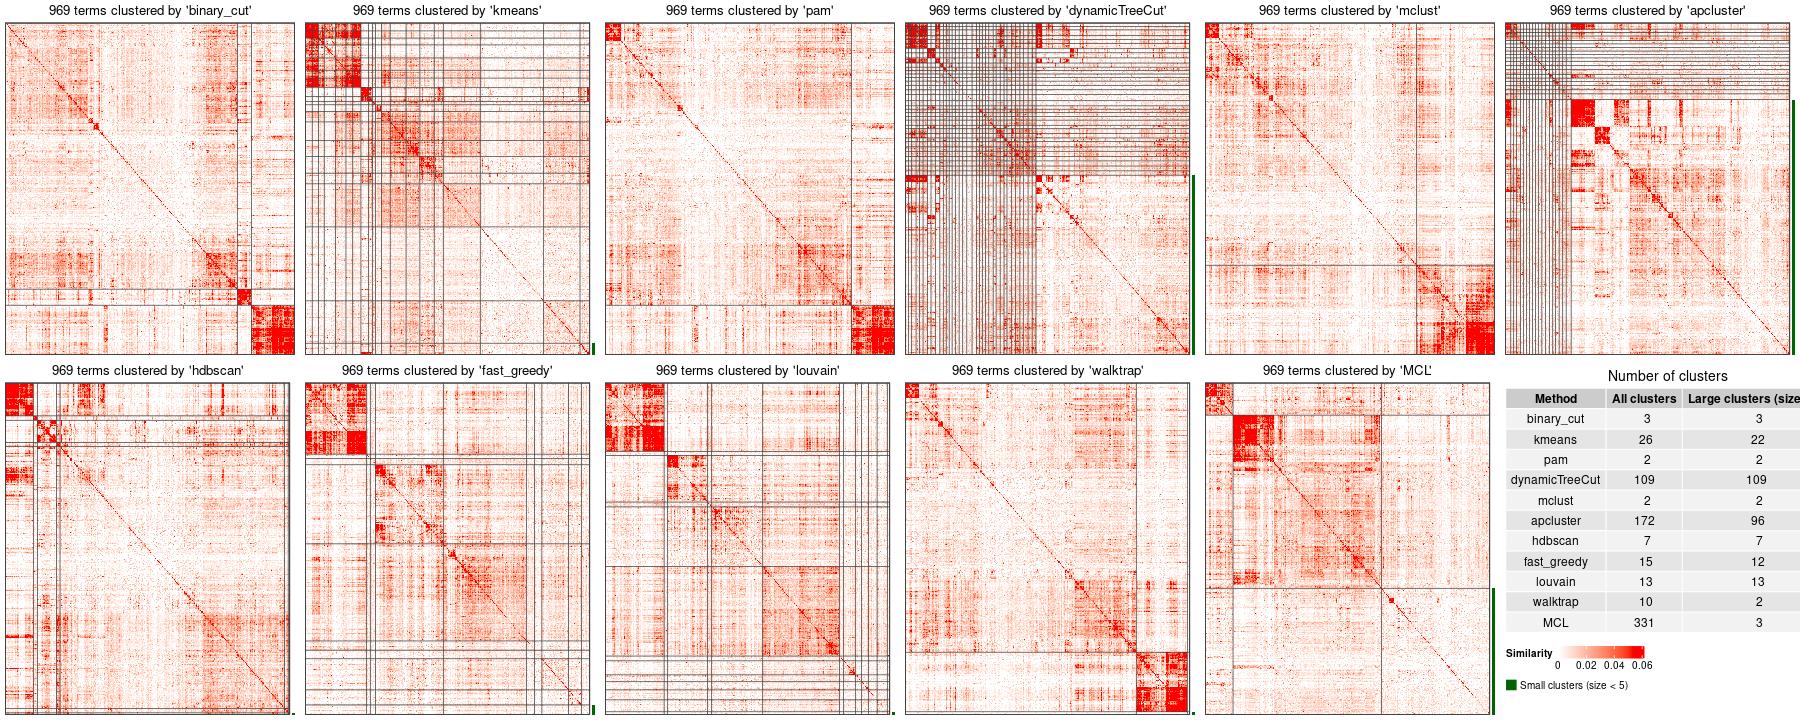 969 terms clustered by 'binary_cut'
969 terms clustered by 'kmeans'
969 terms clustered by 'pam'
969 terms clustered by 'dynamicTreeCut'
969 terms clustered by 'mclust'
969 terms clustered by 'apcluster'
969 terms clustered by 'hdbscan'
969 terms clustered by 'fast_greedy'
969 terms clustered by 'louvain'
969 terms clustered by 'walktrap'
969 terms clustered by 'MCL'
Number of clusters
Method All clusters Large clusters (size
binary_cut 3 3
kmeans 26 22
pam 2 2
dynamicTreeCut 109 109
mclust 2 2
apcluster 172 96
hdbscan 7 7
fast_greedy 15 12
louvain 13 13
walktrap 10 2
MCL 331 3
Similarity
0 0.02 0.04 0.06
Small clusters (size < 5)